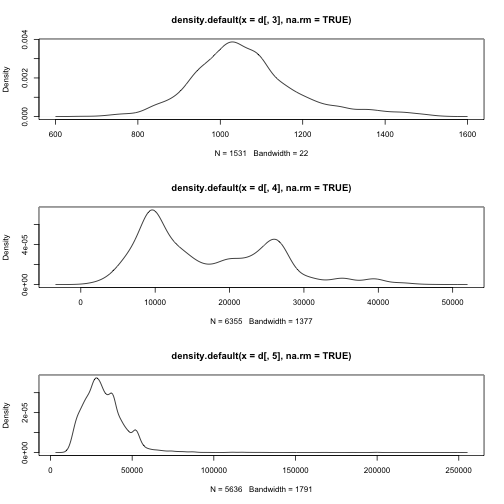 density.default(x = d[, 3], na.rm = TRUE)
Density
0.000 0.002 0.004
600 800 1000 1200 1400 1600
N = 1531 Bandwidth = 22
density.default(x = d[, 4], na.rm = TRUE)
Density
0e+00 4e-05
0 10000 20000 30000 40000 50000
N = 6355 Bandwidth = 1377
density.default(x = d[, 5], na.rm = TRUE)
Density
0e+00 2e-05
0 50000 100000 150000 200000 250000
N = 5636 Bandwidth = 1791